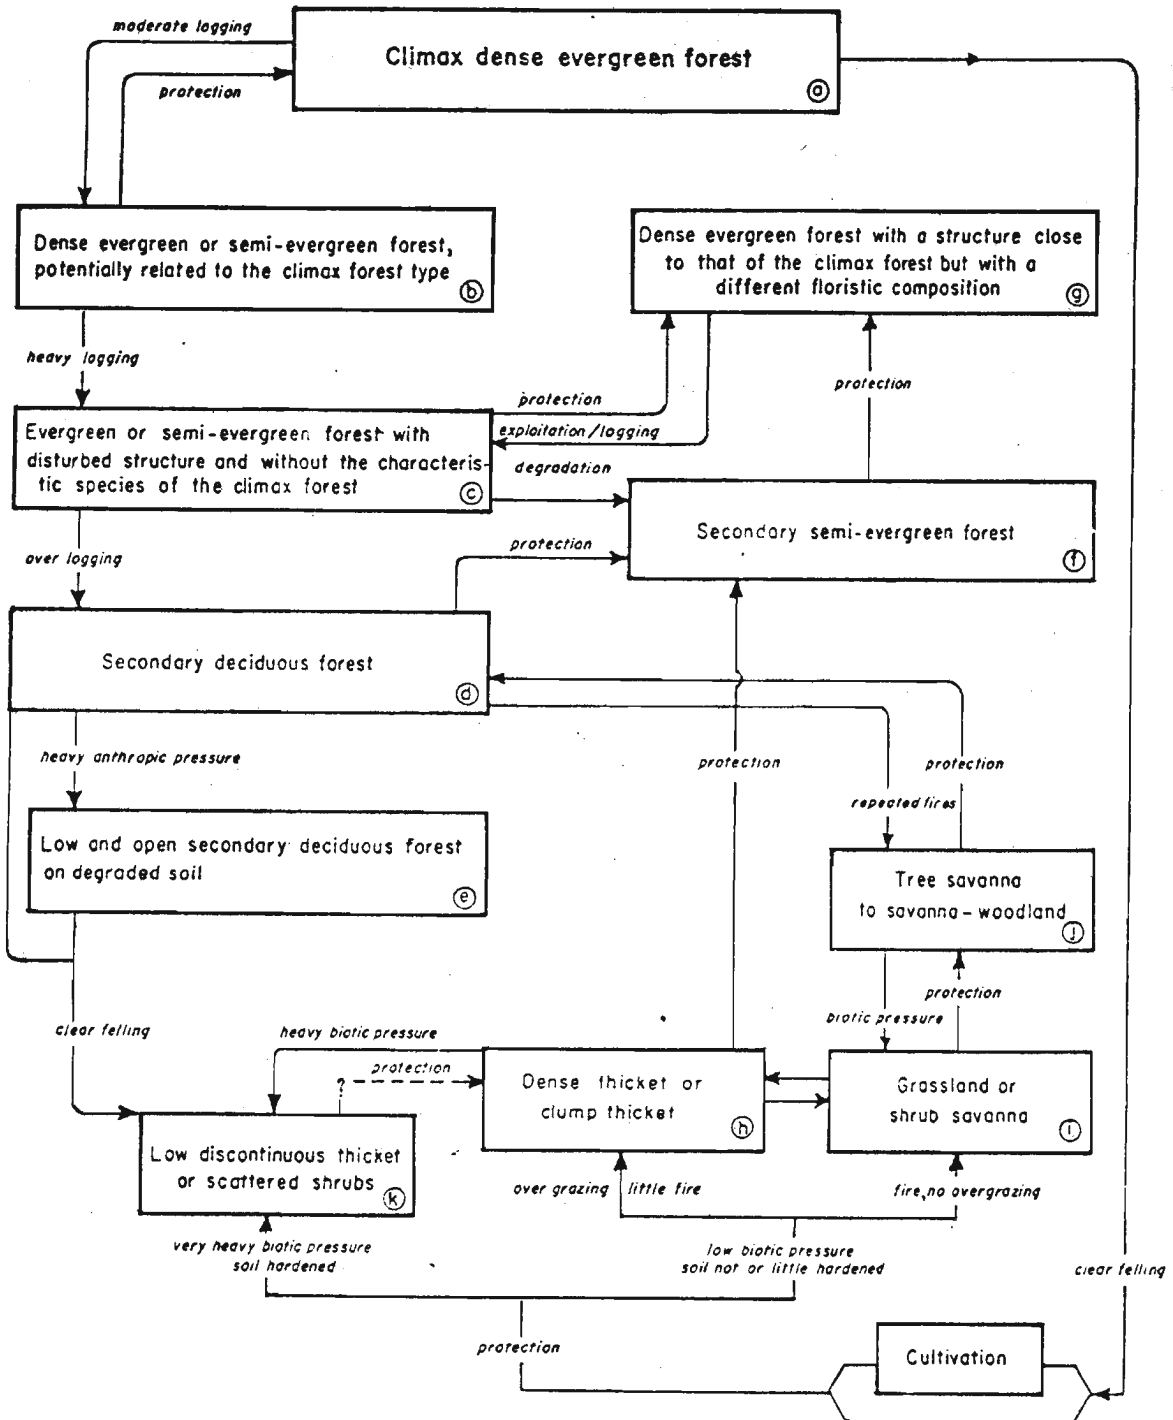 moderate logging
Climax dense evergreen forest
a
protection
Dense evergreen or semi-evergreen forest,
potentially related to the climax forest type
b
Dense evergreen forest with a structure close
to that of the climax forest but with a
different floristic composition
g
heavy logging
protection
protection
exploitation/logging
Evergreen or semi-evergreen forest with
disturbed structure and without the characteris-
tic species of the climax forest
c
degradation
Secondary semi-evergreen forest
f
over logging
protection
Secondary deciduous forest
d
heavy anthropic pressure
protection
protection
repeated fires
Low and open secondary deciduous forest
on degraded soil
e
Tree savanna
to savanna-woodland
j
protection
biotic pressure
clear felling
heavy biotic pressure
protection
?
Dense thicket or
clump thicket
h
Grassland or
shrub savanna
i
Low discontinuous thicket
or scattered shrubs
k
over grazing little fire
fire, no overgrazing
very heavy biotic pressure
soil hardened
low biotic pressure
soil not or little hardened
clear felling
protection
Cultivation